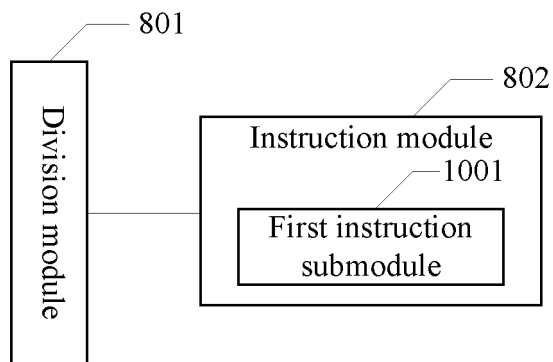 801
Division module
802
Instruction module
1001
First instruction
submodule